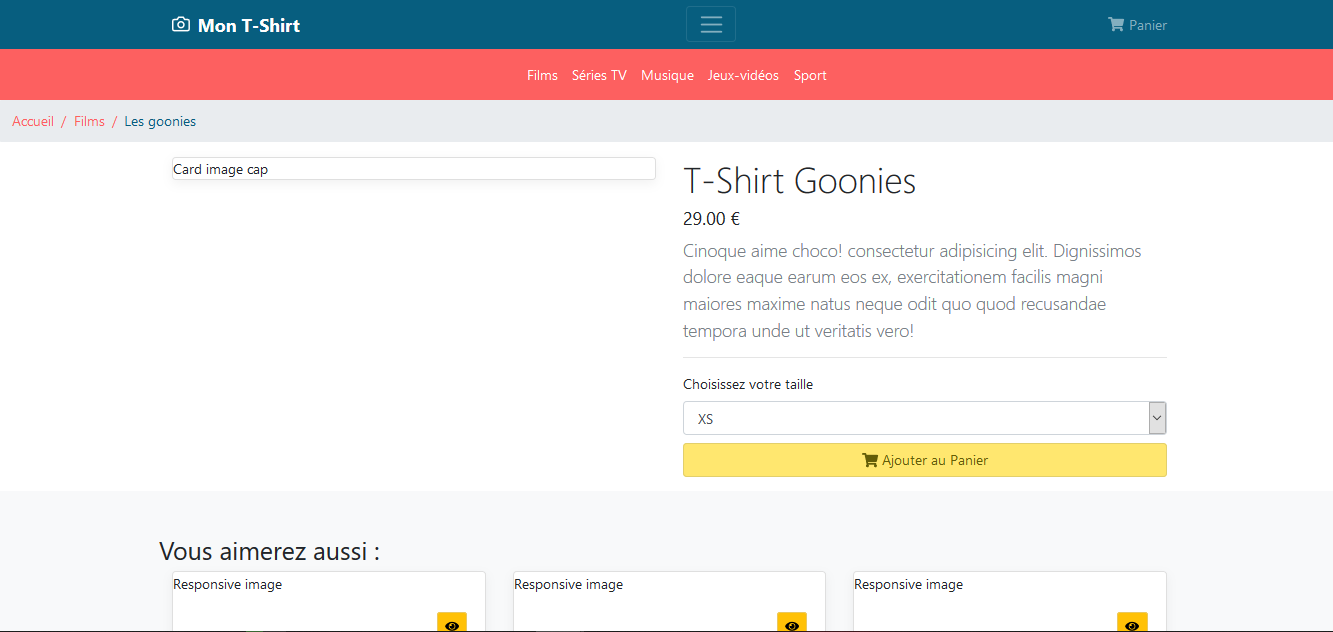 Mon T-Shirt
Panier
Films Séries TV Musique Jeux-vidéos Sport
Accueil / Films / Les goonies
Card image cap
T-Shirt Goonies
29.00 €
Cinoque aime choco! consectetur adipisicing elit. Dignissimos
dolore eaque earum eos ex, exercitationem facilis magni
maiores maxime natus neque odit quo quod recusandae
tempora unde ut veritatis vero!
Choisissez votre taille
XS
Ajouter au Panier
Vous aimerez aussi :
Responsive image
Responsive image
Responsive image